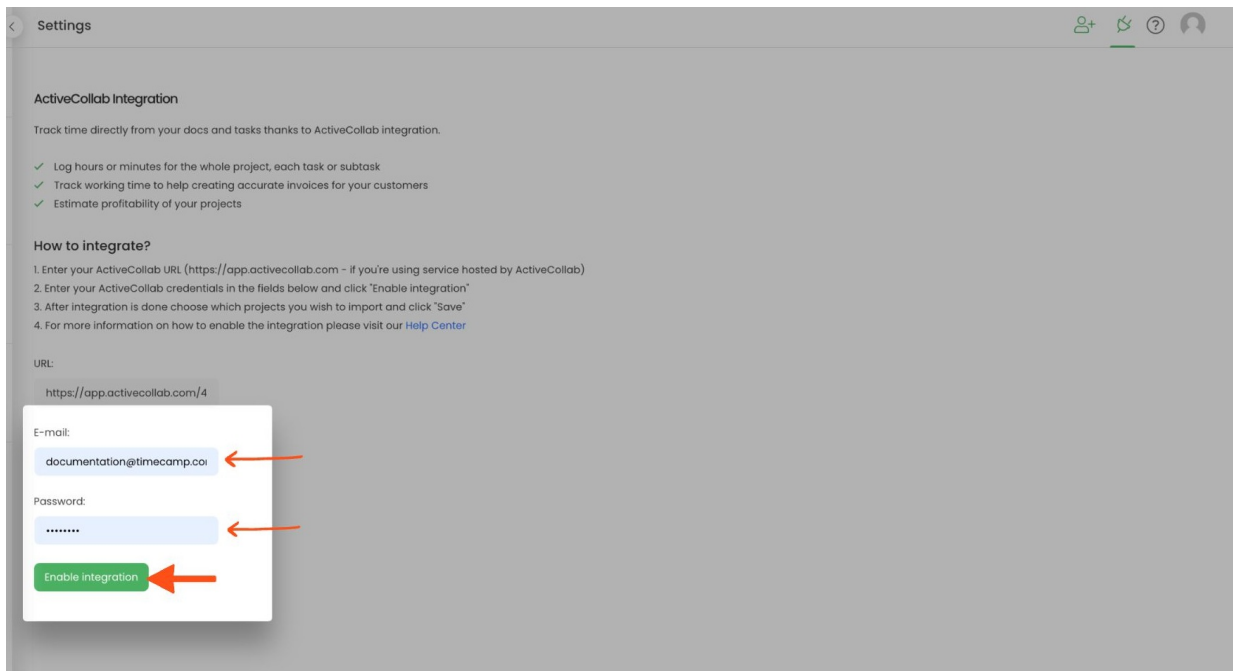 Settings
ActiveCollab Integration
Track time directly from your docs and tasks thanks to ActiveCollab integration.
Log hours or minutes for the whole project, each task or subtask
Track working time to help creating accurate invoices for your customers
Estimate profitability of your projects
How to integrate?
1. Enter your ActiveCollab URL (https://app.activecollab.com - if you're using service hosted by ActiveCollab)
2. Enter your ActiveCollab credentials in the fields below and click "Enable integration"
3. After integration is done choose which projects you wish to import and click "Save"
4. For more information on how to enable the integration please visit our Help Center
URL:
https://app.activecollab.com/4
E-mail:
documentation@timecamp.co
Password:
••••••••
Enable integration